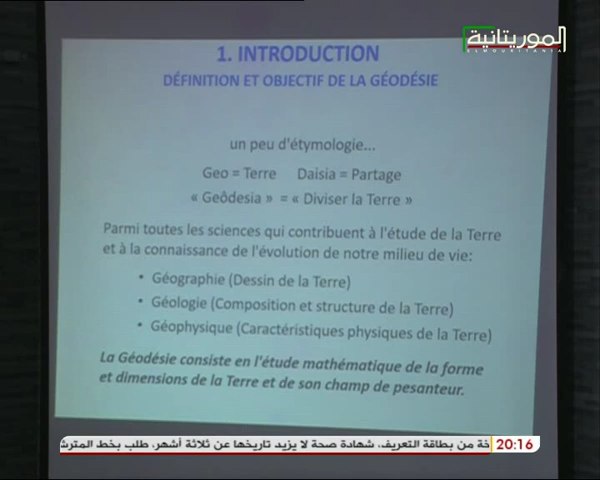 الموريتانية
ELMOURITANIA
1. INTRODUCTION
DÉFINITION ET OBJECTIF DE LA GÉODÉSIE
un peu d'étymologie...
Geo = Terre Daisia = Partage
« Geôdesia » = « Diviser la Terre »
Parmi toutes les sciences qui contribuent à l'étude de la Terre
et à la connaissance de l'évolution de notre milieu de vie:
• Géographie (Dessin de la Terre)
• Géologie (Composition et structure de la Terre)
• Géophysique (Caractéristiques physiques de la Terre)
La Géodésie consiste en l'étude mathématique de la forme
et dimensions de la Terre et de son champ de pesanteur.
خة من بطاقة التعريف، شهادة صحة لا يزيد تاريخها عن ثلاثة أشهر، طلب بخط المترش
20:16